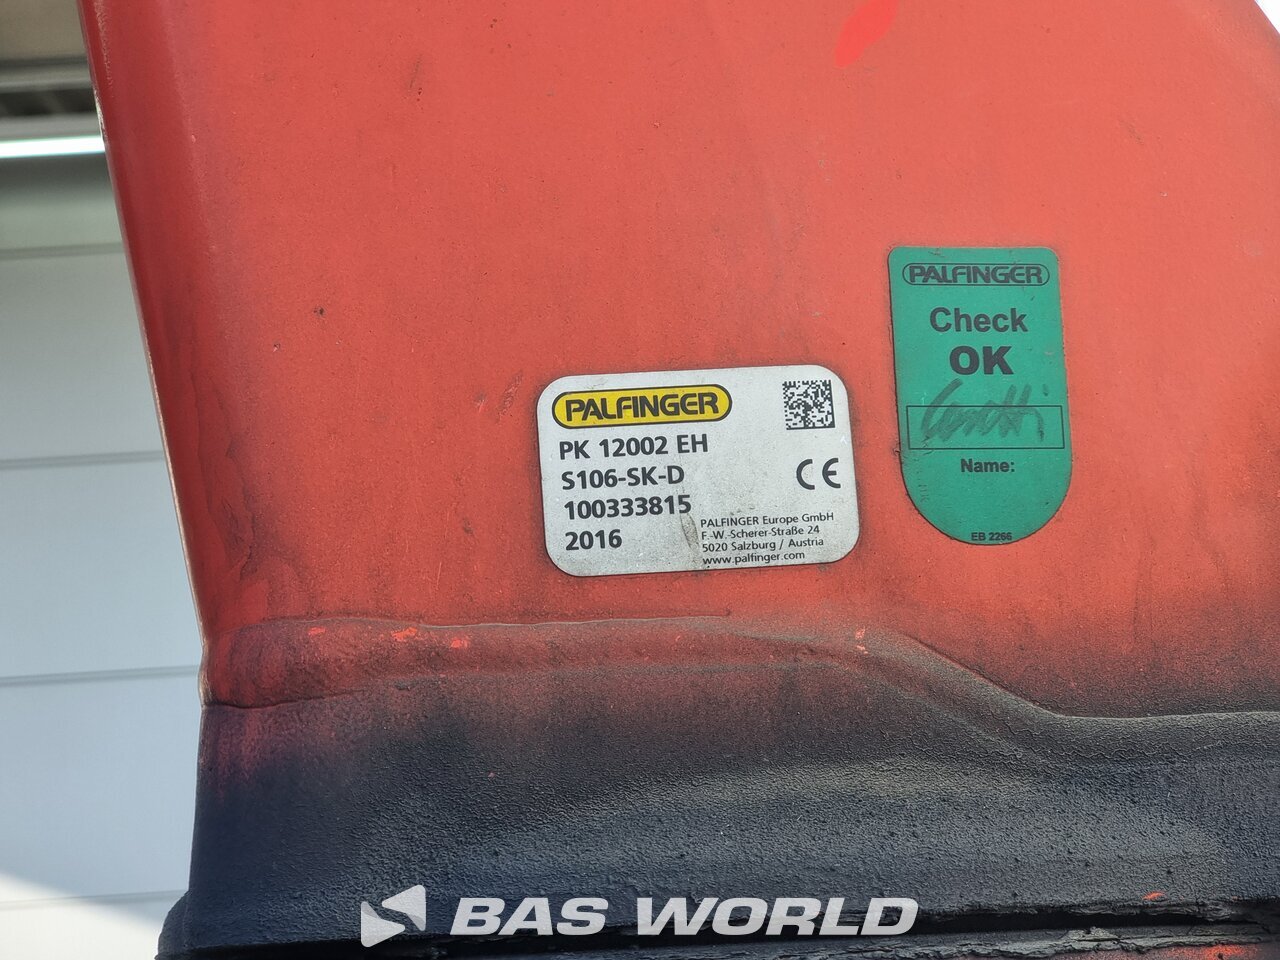 PALFINGER
PK 12002 EH
S106-SK-D
100333815
2016
CE
PALFINGER Europe GmbH
F.-W.-Scherer-Straße 24
5020 Salzburg / Austria
www.palfinger.com
PALFINGER
Check
OK
Name:
EB 2266
BAS WORLD